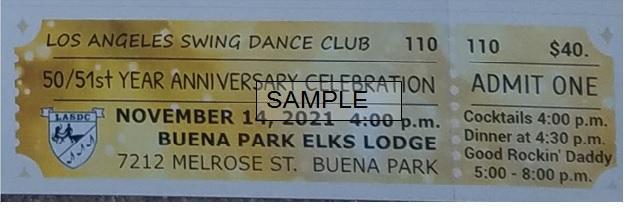 LOS ANGELES SWING DANCE CLUB 110
50/51st YEAR ANNIVERSARY CELEBRATION
SAMPLE
LASDC
NOVEMBER 14, 2021 4:00 p.m.
BUENA PARK ELKS LODGE
7212 MELROSE ST. BUENA PARK
110 $40.
ADMIT ONE
Cocktails 4:00 p.m.
Dinner at 4:30 p.m.
Good Rockin' Daddy
5:00 - 8:00 p.m.